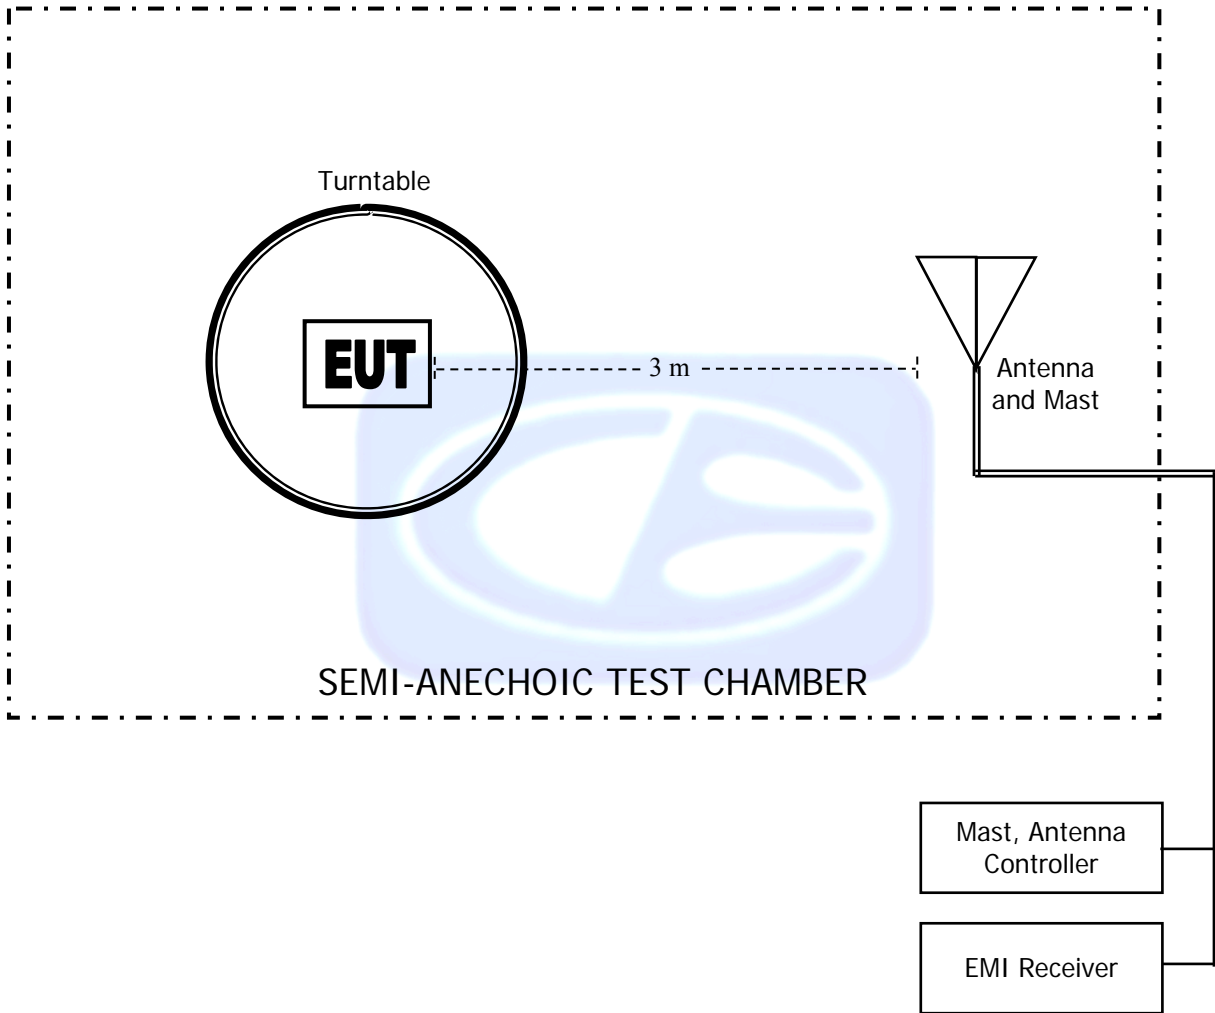 Turntable
EUT
3 m
Antenna
and Mast
SEMI-ANECHOIC TEST CHAMBER
Mast, Antenna
Controller
EMI Receiver